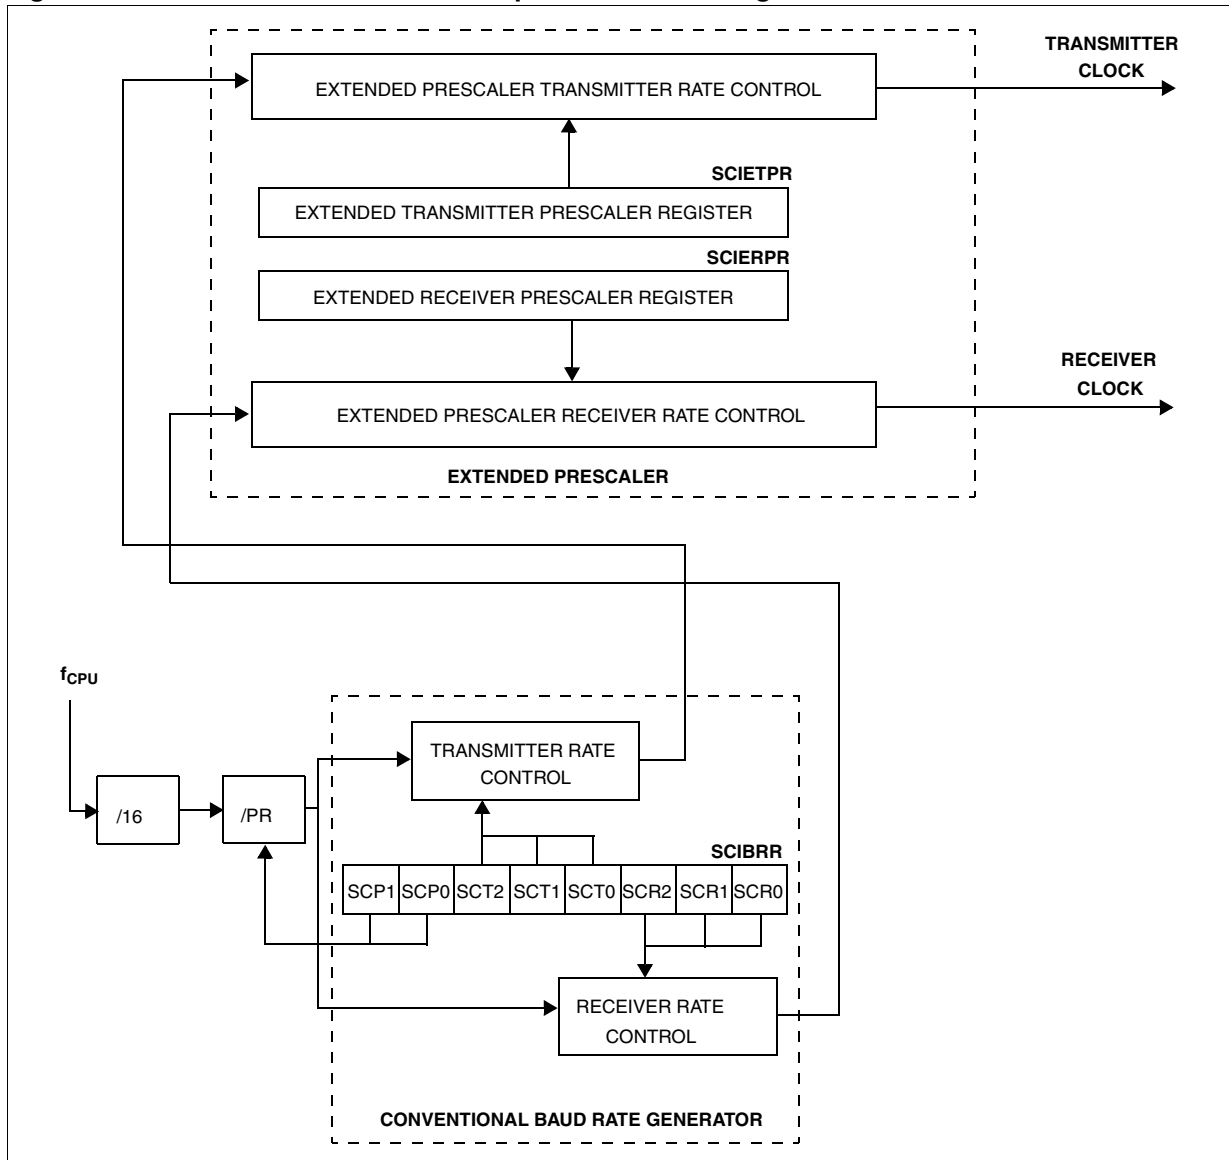 TRANSMITTER
CLOCK
EXTENDED PRESCALER TRANSMITTER RATE CONTROL
SCIETPR
EXTENDED TRANSMITTER PRESCALER REGISTER
SCIERPR
EXTENDED RECEIVER PRESCALER REGISTER
RECEIVER
CLOCK
EXTENDED PRESCALER RECEIVER RATE CONTROL
EXTENDED PRESCALER
fCPU
TRANSMITTER RATE
CONTROL
/16
/PR
SCIBRR
SCP1 SCP0 SCT2 SCT1 SCT0 SCR2 SCR1 SCR0
RECEIVER RATE
CONTROL
CONVENTIONAL BAUD RATE GENERATOR